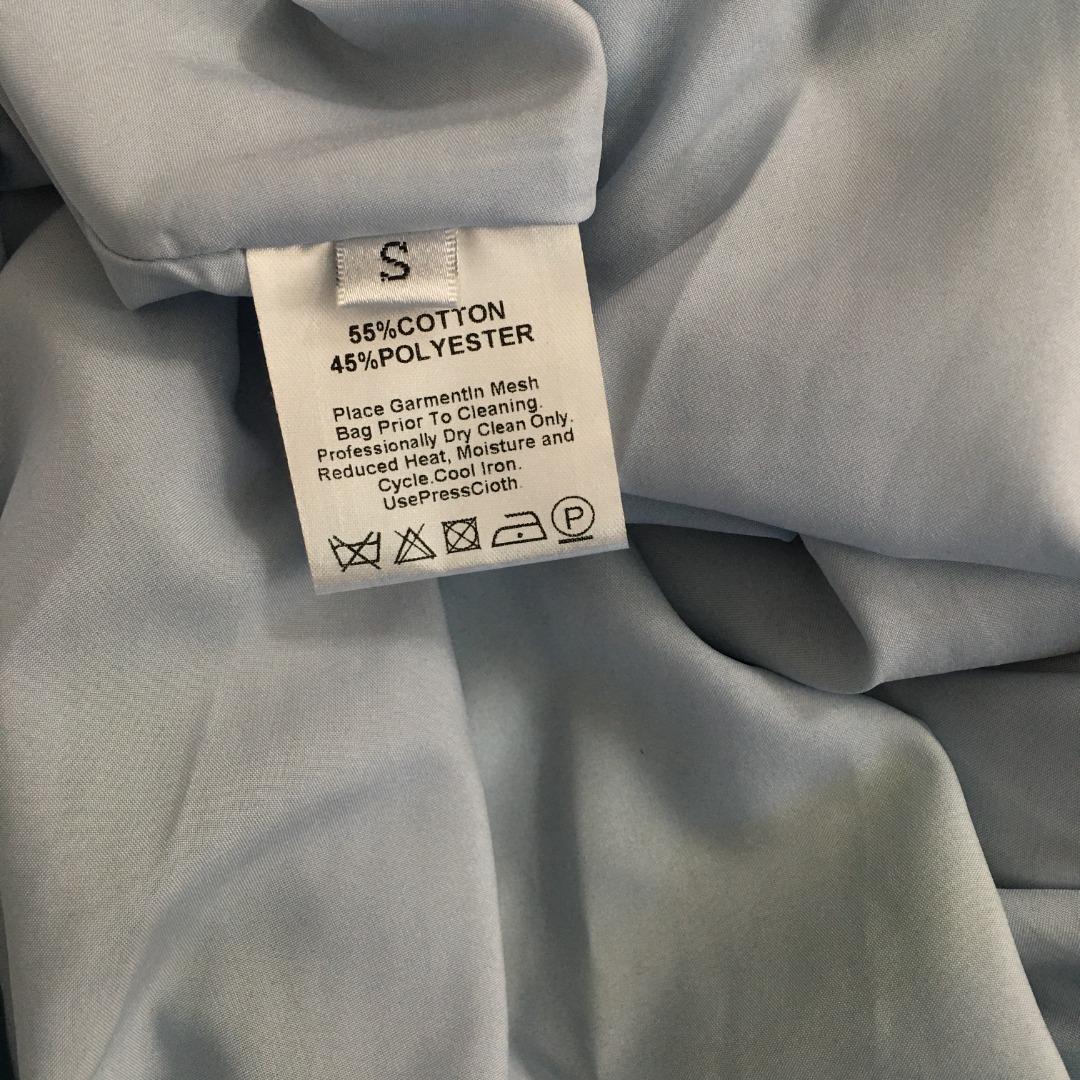 S
55%COTTON
45%POLYESTER
Place GarmentIn Mesh
Bag Prior To Cleaning.
Professionally Dry Clean Only.
Reduced Heat, Moisture and
Cycle.Cool Iron.
UsePressCioth.
P